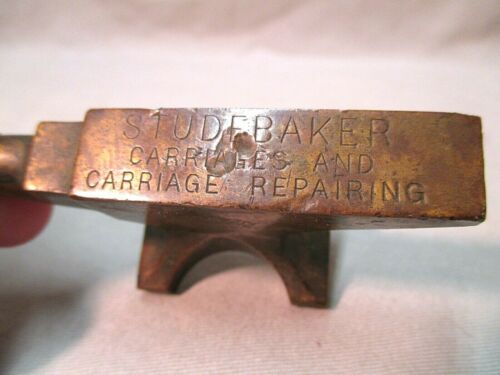 STUDEBAKER
CARRIAGES AND
CARRIAGE REPAIRING